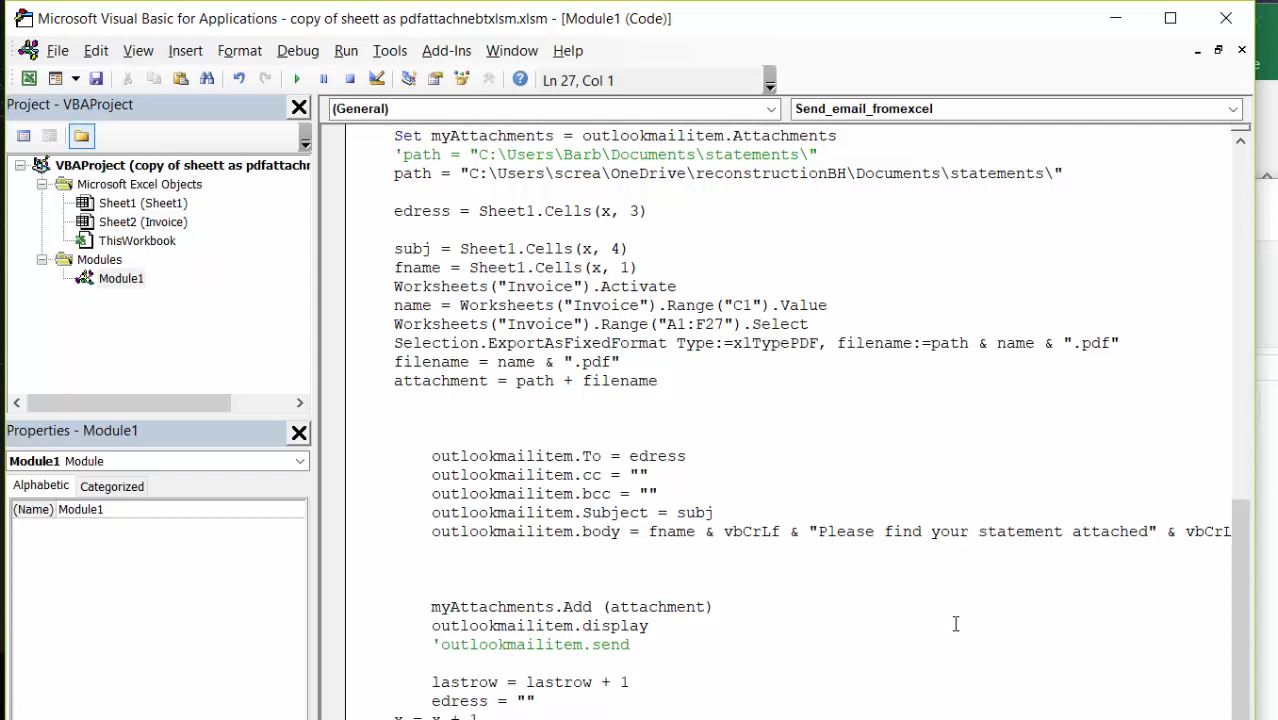 Microsoft Visual Basic for Applications - copy of sheett as pdfattachnebtxlsm.xlsm - [Module1 (Code)]
File Edit View Insert Format Debug Run Tools Add-Ins Window Help
Ln 27, Col 1
Project - VBAProject
(General)
Send_email_fromexcel
VBAProject (copy of sheett as pdfattachn
Microsoft Excel Objects
Sheet1 (Sheet1)
Sheet2 (Invoice)
ThisWorkbook
Modules
Module1
Properties - Module1
Module1 Module
Alphabetic Categorized
(Name) Module1
Set myAttachments = outlookmailitem.Attachments
'path = "C:\Users\Barb\Documents\statements\"
path = "C:\Users\screa\OneDrive\reconstructionBH\Documents\statements\"
edress = Sheet1.Cells(x, 3)
subj = Sheet1.Cells(x, 4)
fname = Sheet1.Cells(x, 1)
Worksheets("Invoice").Activate
name = Worksheets("Invoice").Range("C1").Value
Worksheets("Invoice").Range("A1:F27").Select
Selection.ExportAsFixedFormat Type:=xlTypePDF, filename:=path & name & ".pdf"
filename = name & ".pdf"
attachment = path + filename
outlookmailitem.To = edress
outlookmailitem.cc = ""
outlookmailitem.bcc = ""
outlookmailitem.Subject = subj
outlookmailitem.body = fname & vbCrLf & "Please find your statement attached" & vbCrL
myAttachments.Add (attachment)
outlookmailitem.display
'outlookmailitem.send
lastrow = lastrow + 1
edress = ""
x = x + 1